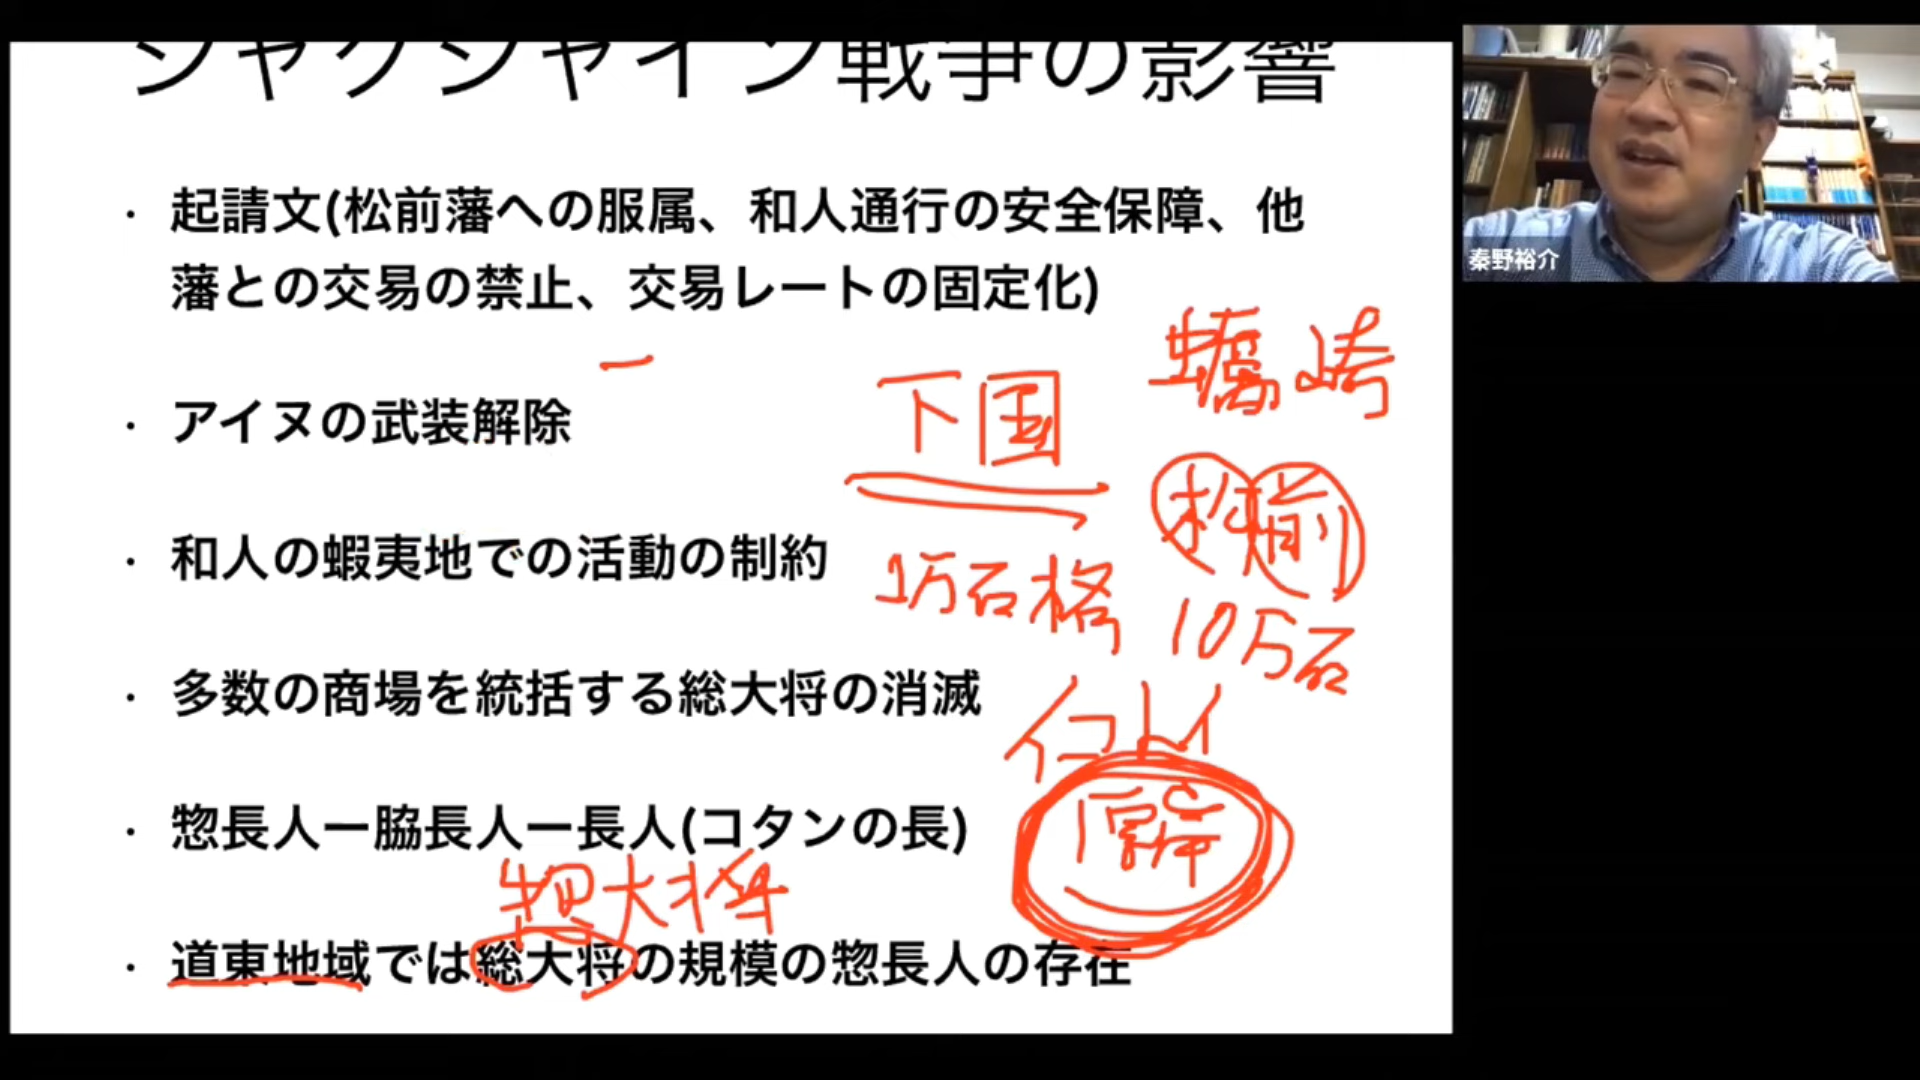 シャクシャイン戦争の影響
・起請文(松前藩への服属、和人通行の安全保障、他
藩との交易の禁止、交易レートの固定化)
・アイヌの武装解除
・和人の蝦夷地での活動の制約
・多数の商場を統括する総大将の消滅
・惣長人ー脇長人ー長人(コタンの長)
・道東地域では総大将の規模の惣長人の存在
蠣崎
下国
松前
1万石格
10万石
イコトイ
厚岸
惣大将
秦野裕介